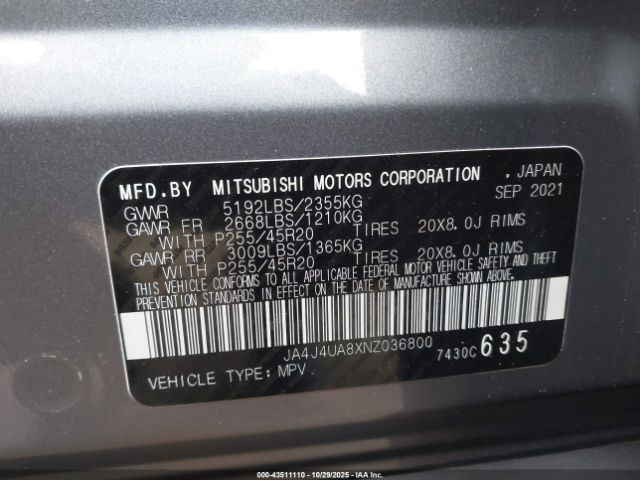 MFD.BY MITSUBISHI MOTORS CORPORATION , JAPAN
SEP 2021
GVWR 5192LBS/2355KG
GAWR FR 2668LBS/1210KG
WITH P255/45R20 TIRES 20X8.0J RIMS
GAWR RR 3009LBS/1365KG
WITH P255/45R20 TIRES 20X8.0J RIMS
THIS VEHICLE CONFORMS TO ALL APPLICABLE FEDERAL MOTOR VEHICLE SAFETY AND THEFT
PREVENTION STANDARDS IN EFFECT ON THE DATE OF MANUFACTURE SHOWN ABOVE.
JA4J4UA8XNZ036800 7430C 635
VEHICLE TYPE: MPV
000-43511110 - 10/29/2025 - IAAI.COM